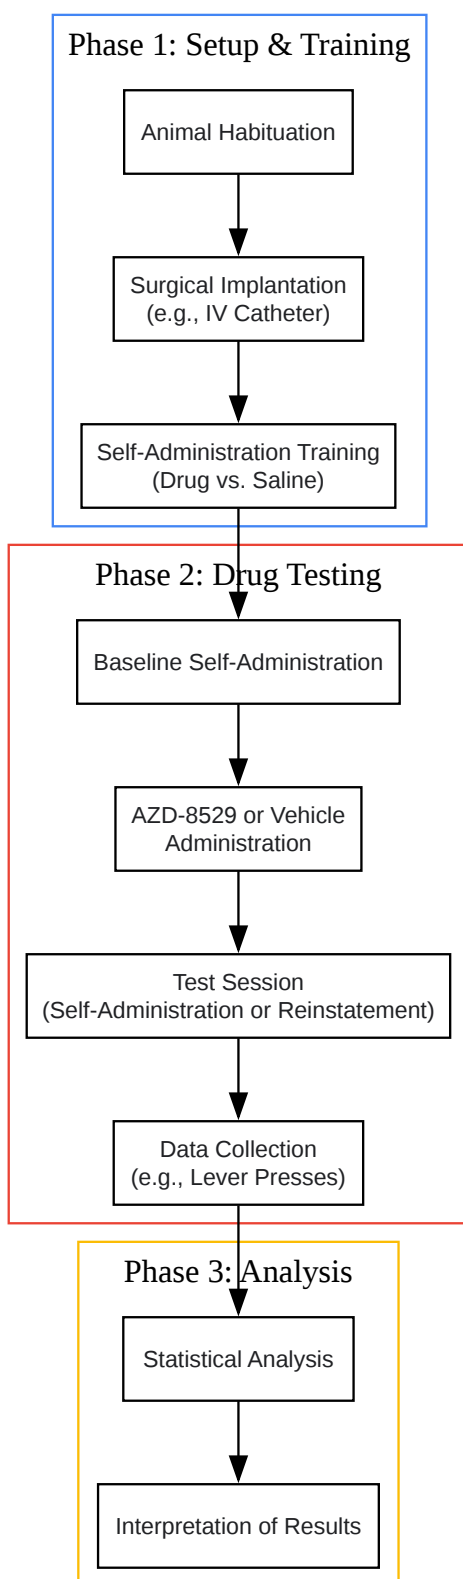 Phase 1: Setup & Training
Animal Habituation
Surgical Implantation
(e.g., IV Catheter)
Self-Administration Training
(Drug vs. Saline)
Phase 2: Drug Testing
Baseline Self-Administration
AZD-8529 or Vehicle
Administration
Test Session
(Self-Administration or Reinstatement)
Data Collection
(e.g., Lever Presses)
Phase 3: Analysis
Statistical Analysis
Interpretation of Results